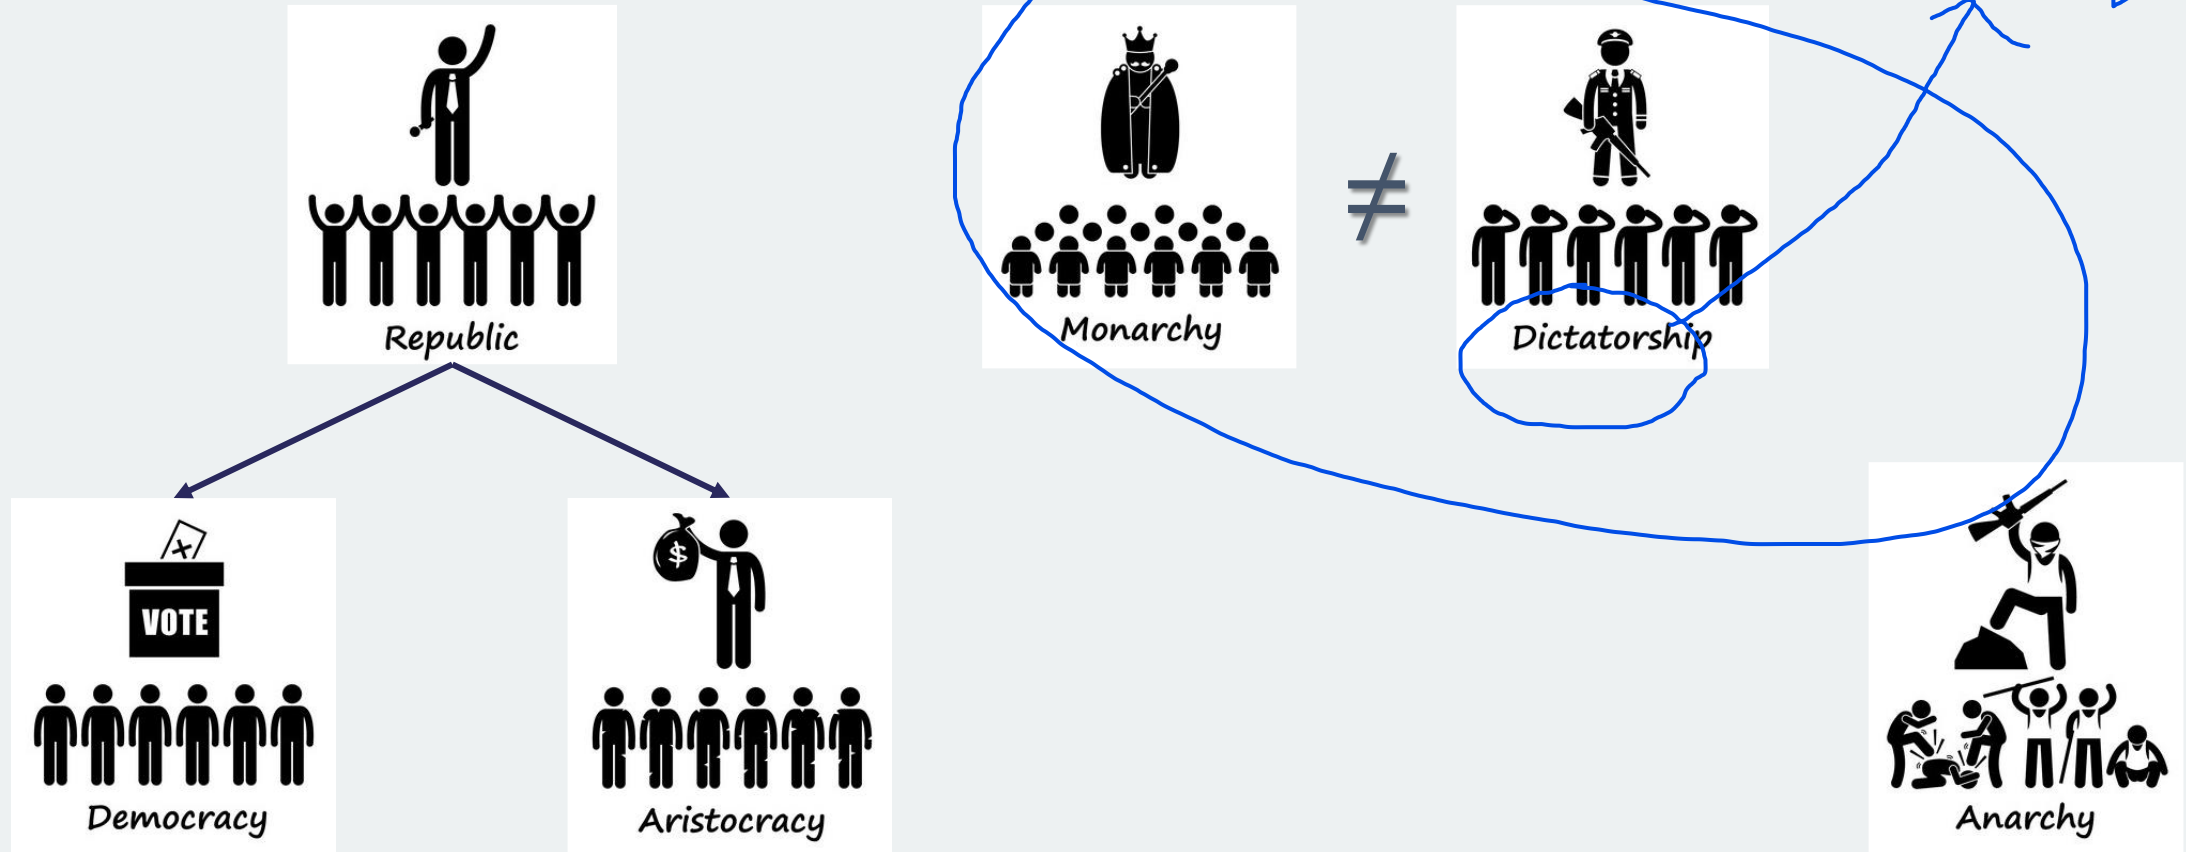 Republic
Monarchy
≠
Dictatorship
VOTE
$
Democracy
Aristocracy
Anarchy